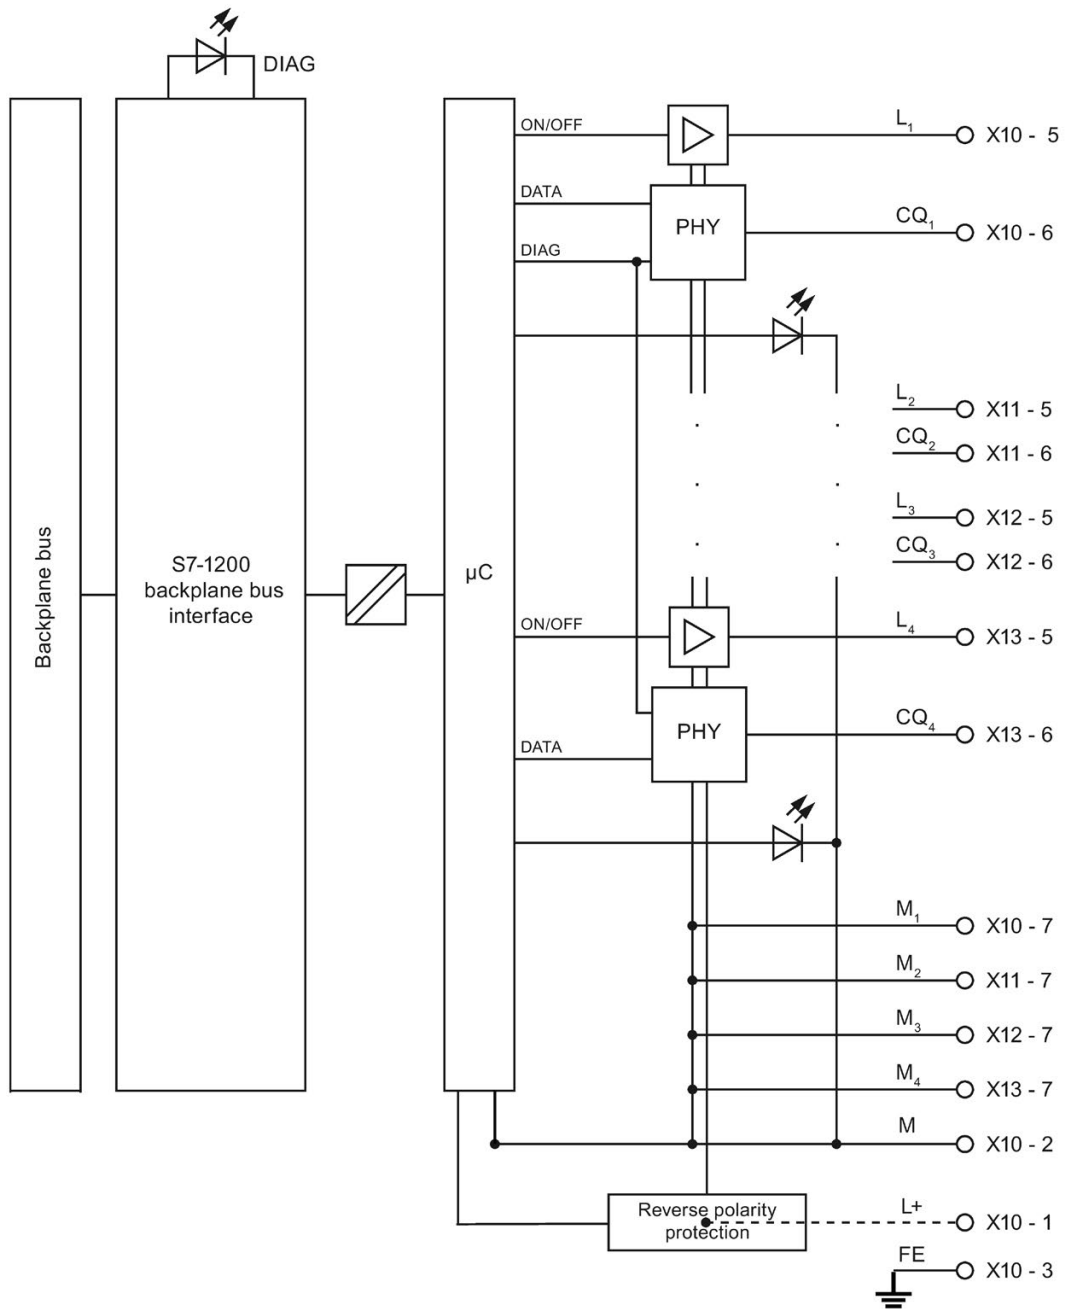 DIAG
ON/OFF
L1
X10 - 5
DATA
PHY
CQ1
X10 - 6
DIAG
L2
X11 - 5
CQ2
X11 - 6
L3
X12 - 5
CQ3
X12 - 6
Backplane bus
S7-1200
backplane bus
interface
µC
ON/OFF
L4
X13 - 5
PHY
CQ4
X13 - 6
DATA
M1
X10 - 7
M2
X11 - 7
M3
X12 - 7
M4
X13 - 7
M
X10 - 2
Reverse polarity
protection
L+
X10 - 1
FE
X10 - 3